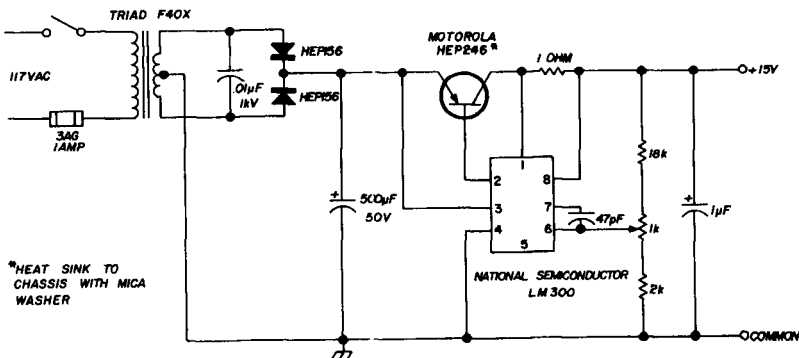 TRIAD F40X
117VAC
3AG
1AMP
.01µF
1kV
HEP156
HEP156
MOTOROLA
HEP246*
1 OHM
+15V
+
500µF
50V
2
3
4
1
5
8
7
6
47pF
NATIONAL SEMICONDUCTOR
LM300
18k
1k
2k
+
1µF
COMMON
*HEAT SINK TO
CHASSIS WITH MICA
WASHER